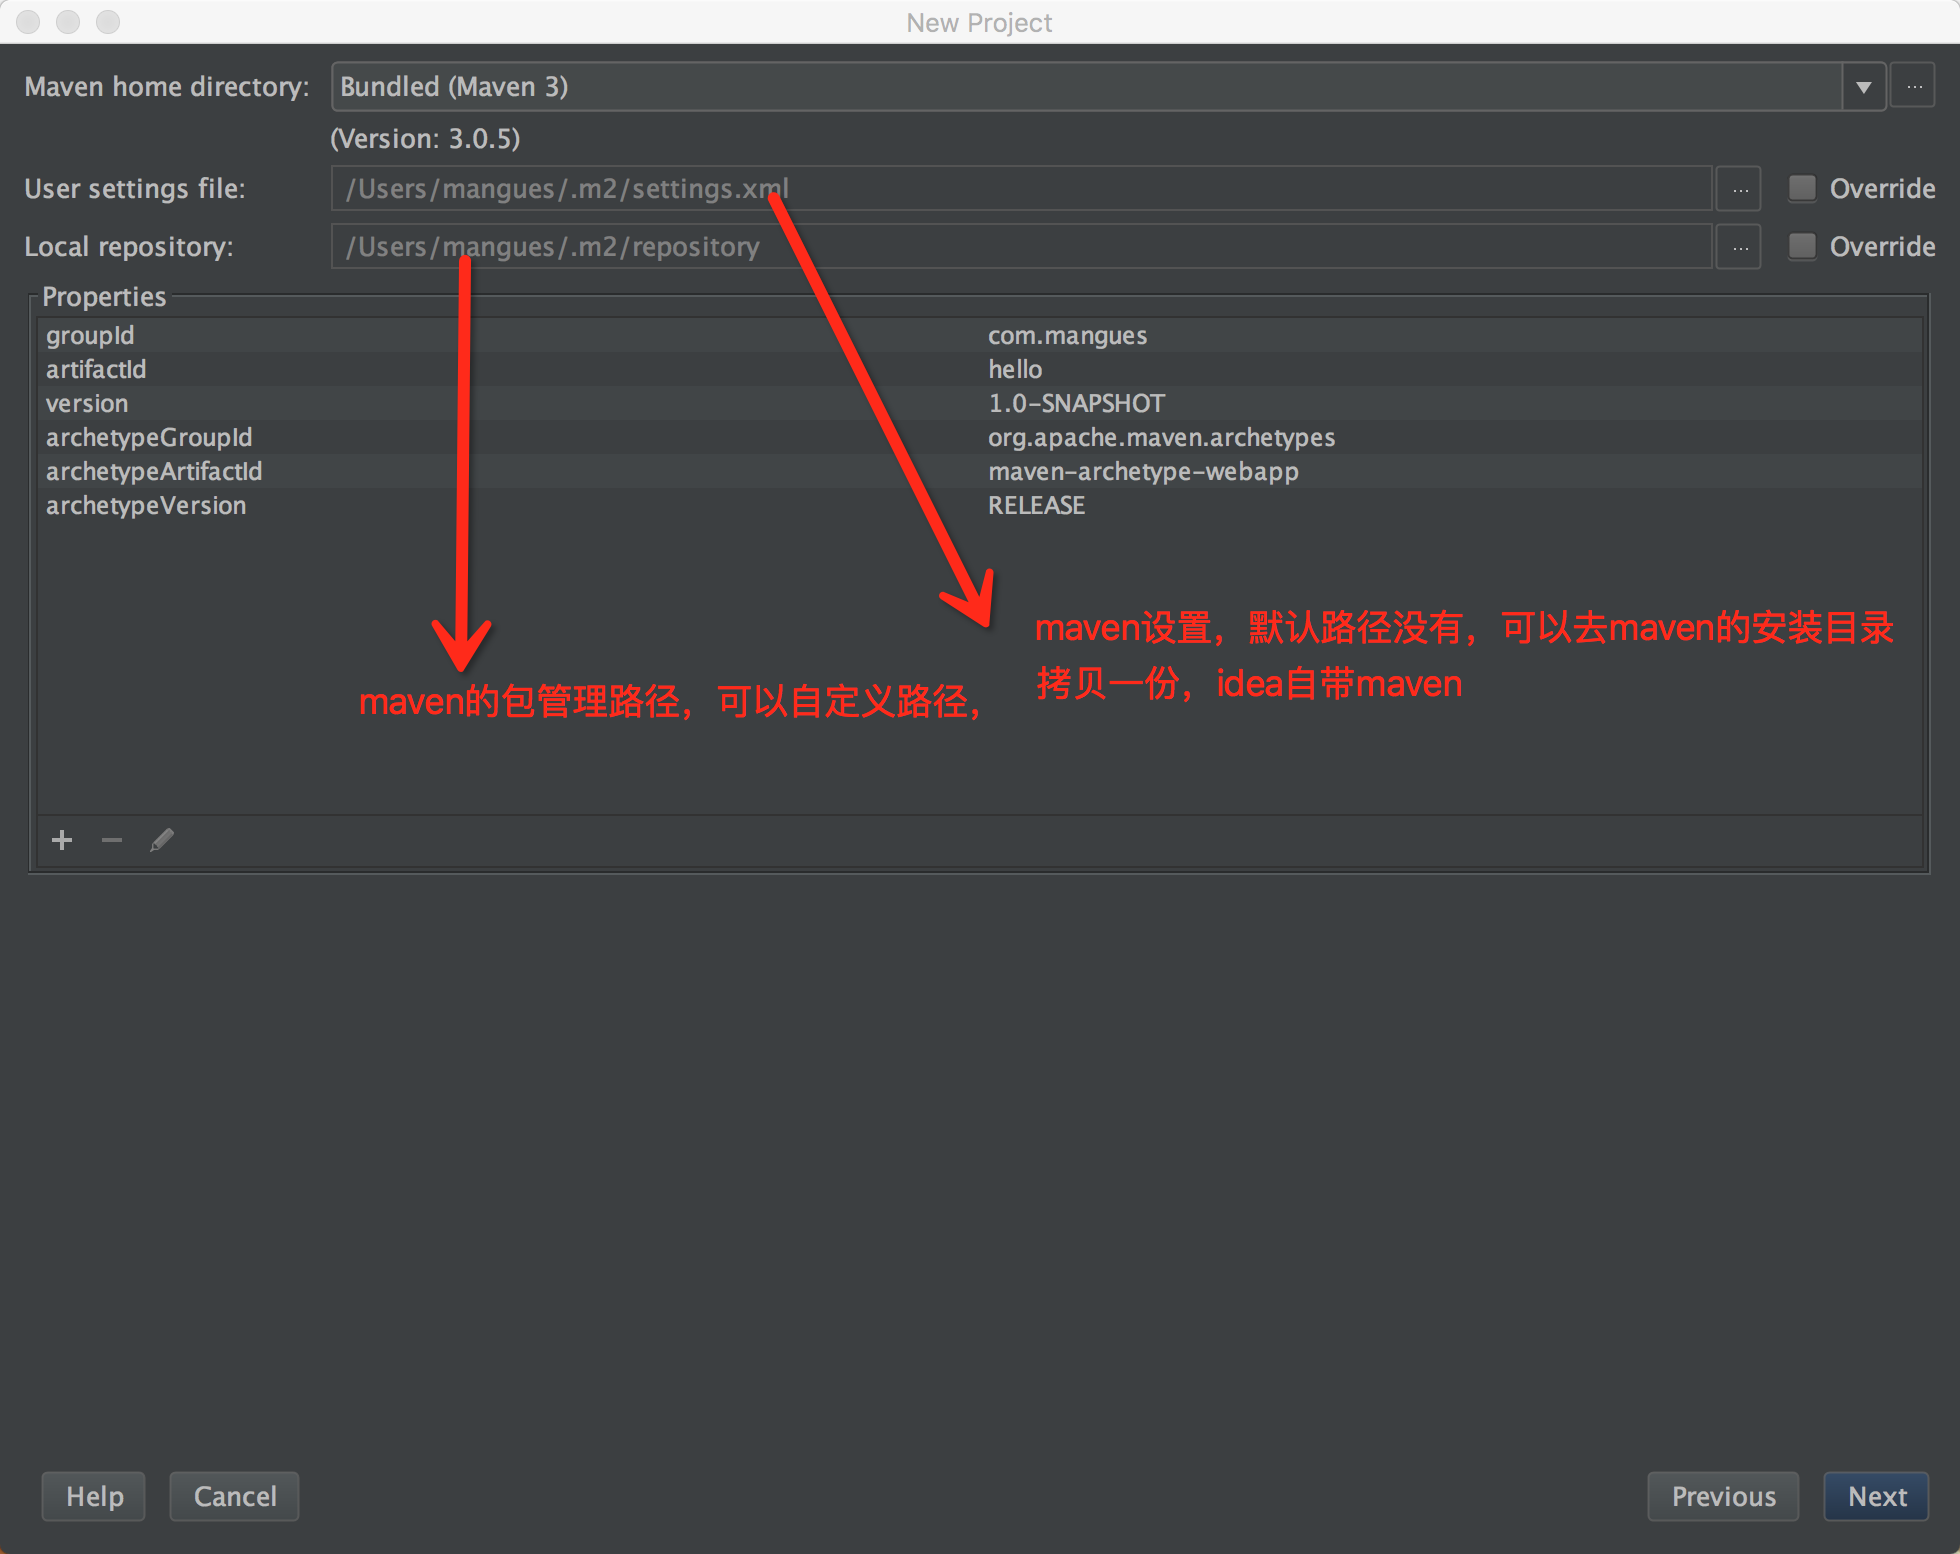 New Project
Maven home directory: Bundled (Maven 3) ...
(Version: 3.0.5)
User settings file: /Users/mangues/.m2/settings.xml ... Override
Local repository: /Users/mangues/.m2/repository ... Override
Properties
groupId com.mangues
artifactId hello
version 1.0-SNAPSHOT
archetypeGroupId org.apache.maven.archetypes
archetypeArtifactId maven-archetype-webapp
archetypeVersion RELEASE
maven设置，默认路径没有，可以去maven的安装目录
拷贝一份，idea自带maven
maven的包管理路径，可以自定义路径，
Help Cancel Previous Next